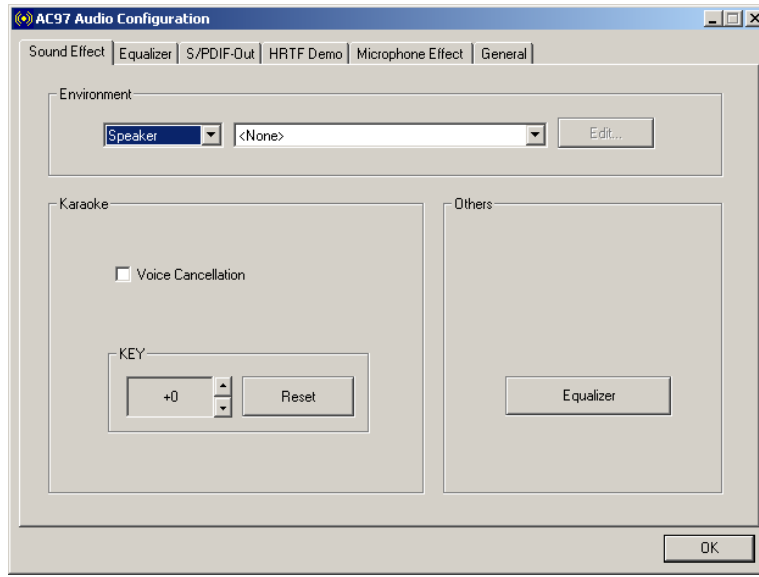 AC97 Audio Configuration
Sound Effect Equalizer S/PDIF-Out HRTF Demo Microphone Effect General
Environment
Speaker <None> Edit...
Karaoke
Voice Cancellation
KEY
+0 Reset
Others
Equalizer
OK